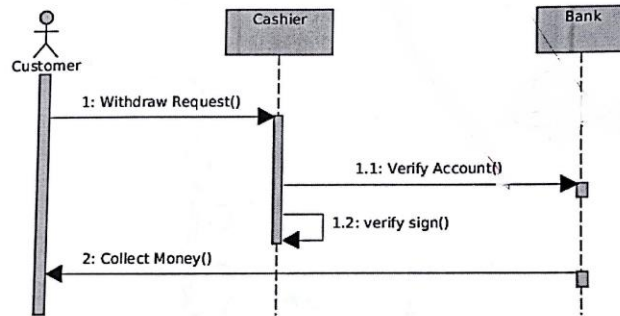 Cashier
Bank
Customer
1: Withdraw Request()
1.1: Verify Account()
1.2: verify sign()
2: Collect Money()